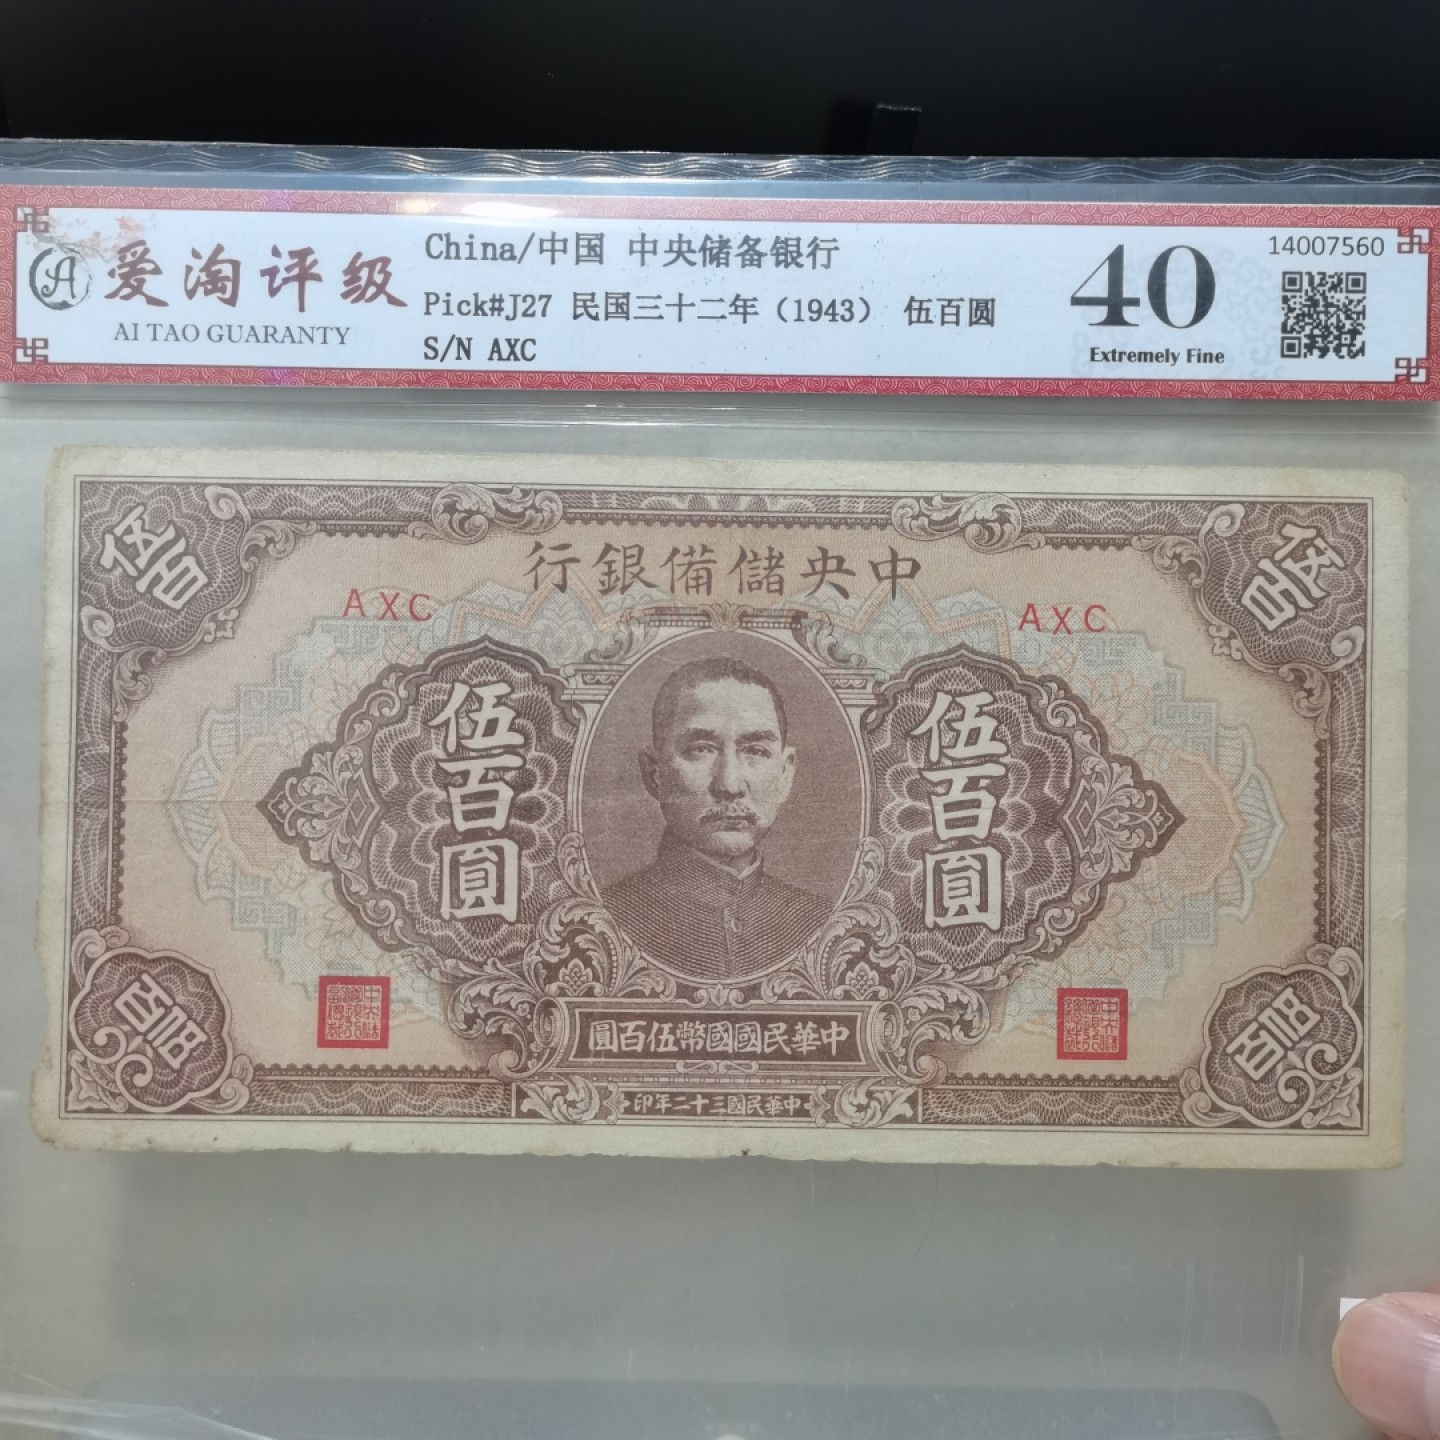 爱淘评级
AI TAO GUARANTY
China/中国 中央储备银行
Pick#J27 民国三十二年（1943） 伍百圆
S/N AXC
40
Extremely Fine
14007560
伍百
伍百
行銀備儲央中
AXC
AXC
伍百圓
伍百圓
圓百伍幣國國民華中
印年二十三國民華中
伍百
伍百